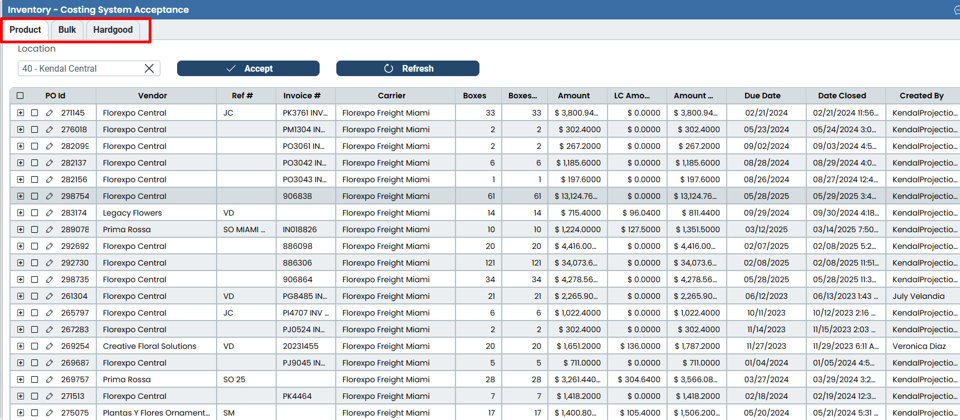 Inventory - Costing System Acceptance
Product Bulk Hardgood
Location
40 - Kendal Central Accept Refresh
PO Id Vendor Ref # Invoice # Carrier Boxes Boxes... Amount LC Amo... Amount ... Due Date Date Closed Created By
271145 Florexpo Central JC PK3761 INV... Florexpo Freight Miami 33 33 $ 3,800.94... $ 0.0000 $ 3,800.94... 02/21/2024 02/21/2024 11:56... KendalProjectio...
276018 Florexpo Central PM1304 IN... Florexpo Freight Miami 2 2 $ 302.4000 $ 0.0000 $ 302.4000 05/23/2024 05/24/2024 3:0... KendalProjectio...
282099 Florexpo Central PO3061 IN... Florexpo Freight Miami 2 2 $ 267.2000 $ 0.0000 $ 267.2000 09/02/2024 09/03/2024 4:5... KendalProjectio...
282137 Florexpo Central PO3042 IN... Florexpo Freight Miami 6 6 $ 1,185.6000 $ 0.0000 $ 1,185.6000 08/28/2024 08/29/2024 4:0... KendalProjectio...
282156 Florexpo Central PO3043 IN... Florexpo Freight Miami 1 1 $ 197.6000 $ 0.0000 $ 197.6000 08/26/2024 08/27/2024 12:4... KendalProjectio...
298754 Florexpo Central 906838 Florexpo Freight Miami 61 61 $ 13,124.76... $ 0.0000 $ 13,124.76... 05/28/2025 05/29/2025 3:4... KendalProjectio...
283174 Legacy Flowers VD Florexpo Freight Miami 14 14 $ 715.4000 $ 96.0400 $ 811.4400 09/29/2024 09/30/2024 4:18... KendalProjectio...
289078 Prima Rossa SO MIAMI ... IN018826 Florexpo Freight Miami 10 10 $ 1,224.0000 $ 127.5000 $ 1,351.5000 03/12/2025 03/14/2025 7:50... KendalProjectio...
292692 Florexpo Central 886098 Florexpo Freight Miami 20 20 $ 4,416.00... $ 0.0000 $ 4,416.00... 02/07/2025 02/08/2025 5:2... KendalProjectio...
292730 Florexpo Central 886306 Florexpo Freight Miami 121 121 $ 34,073.6... $ 0.0000 $ 34,073.6... 02/08/2025 02/08/2025 11:51... KendalProjectio...
298735 Florexpo Central 906864 Florexpo Freight Miami 34 34 $ 4,278.56... $ 0.0000 $ 4,278.56... 05/28/2025 05/28/2025 11:3... KendalProjectio...
261304 Florexpo Central VD PG8485 IN... Florexpo Freight Miami 21 21 $ 2,265.90... $ 0.0000 $ 2,265.90... 06/12/2023 06/13/2023 1:43 ... July Velandia
265797 Florexpo Central JC PI4707 INV ... Florexpo Freight Miami 6 6 $ 1,022.4000 $ 0.0000 $ 1,022.4000 10/11/2023 10/12/2023 2:16 ... KendalProjectio...
267283 Florexpo Central PJ0524 IN... Florexpo Freight Miami 2 2 $ 302.4000 $ 0.0000 $ 302.4000 11/14/2023 11/15/2023 2:03 ... KendalProjectio...
269254 Creative Floral Solutions VD 20231455 Florexpo Freight Miami 20 20 $ 1,651.2000 $ 136.0000 $ 1,787.2000 11/27/2023 11/29/2023 6:11 A... Veronica Diaz
269687 Florexpo Central PJ9045 IN... Florexpo Freight Miami 5 5 $ 711.0000 $ 0.0000 $ 711.0000 01/04/2024 01/05/2024 4:5... KendalProjectio...
269757 Prima Rossa SO 25 Florexpo Freight Miami 28 28 $ 3,261.440... $ 304.6400 $ 3,566.08... 03/27/2024 03/29/2024 3:2... KendalProjectio...
271513 Florexpo Central PK4464 Florexpo Freight Miami 7 7 $ 1,418.2000 $ 0.0000 $ 1,418.2000 02/18/2024 02/19/2024 12:3... KendalProjectio...
275075 Plantas Y Flores Ornament... SM Florexpo Freight Miami 17 17 $ 1,400.80... $ 105.4000 $ 1,506.200... 05/20/2024 05/21/2024 5:31 ... KendalProjectio...